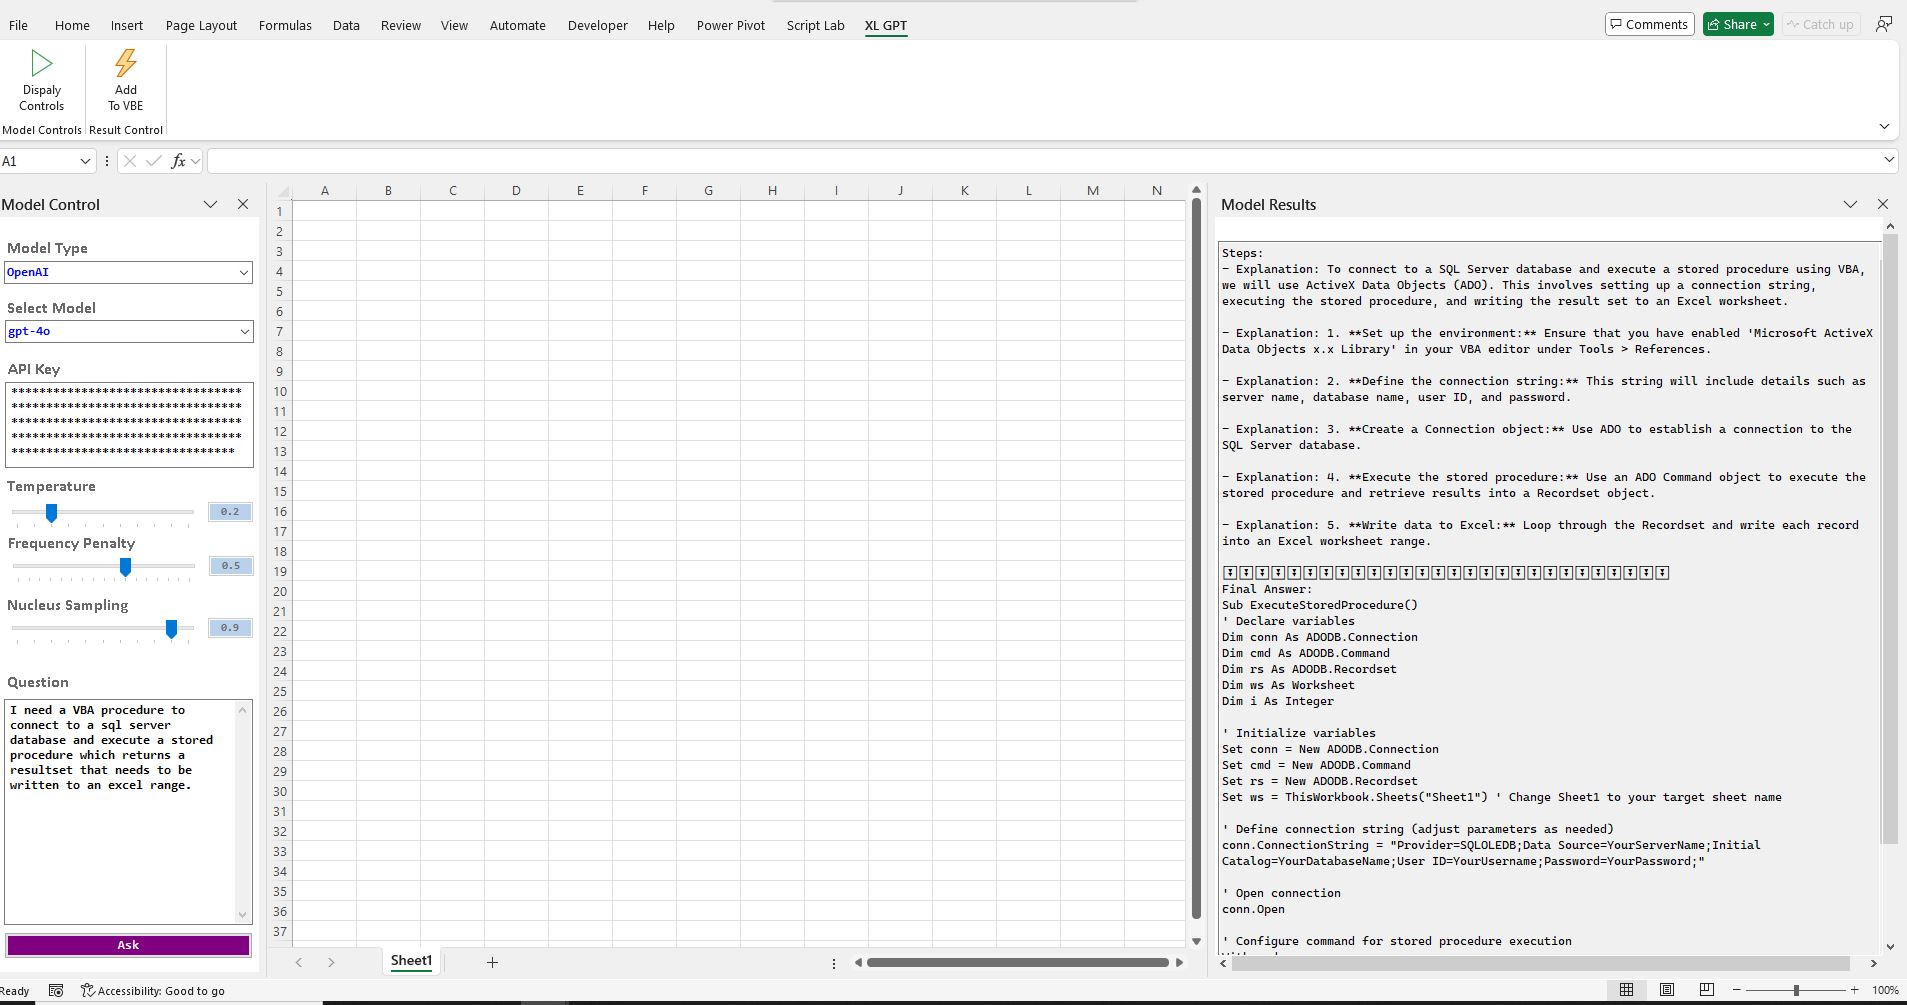 File Home Insert Page Layout Formulas Data Review View Automate Developer Help Power Pivot Script Lab XL GPT Comments Share Catch up
Dispaly
Controls
Add
To VBE
Model Controls Result Control
A1 fx
Model Control
Model Type
OpenAI
Select Model
gpt-4o
API Key
*********************************
*********************************
*********************************
*********************************
********************************
Temperature
0.2
Frequency Penalty
0.5
Nucleus Sampling
0.9
Question
I need a VBA procedure to
connect to a sql server
database and execute a stored
procedure which returns a
resultset that needs to be
written to an excel range.
Ask
A B C D E F G H I J K L M N
1
2
3
4
5
6
7
8
9
10
11
12
13
14
15
16
17
18
19
20
21
22
23
24
25
26
27
28
29
30
31
32
33
34
35
36
37
Sheet1
Model Results
Steps:
- Explanation: To connect to a SQL Server database and execute a stored procedure using VBA,
we will use ActiveX Data Objects (ADO). This involves setting up a connection string,
executing the stored procedure, and writing the result set to an Excel worksheet.
- Explanation: 1. **Set up the environment:** Ensure that you have enabled 'Microsoft ActiveX
Data Objects x.x Library' in your VBA editor under Tools > References.
- Explanation: 2. **Define the connection string:** This string will include details such as
server name, database name, user ID, and password.
- Explanation: 3. **Create a Connection object:** Use ADO to establish a connection to the
SQL Server database.
- Explanation: 4. **Execute the stored procedure:** Use an ADO Command object to execute the
stored procedure and retrieve results into a Recordset object.
- Explanation: 5. **Write data to Excel:** Loop through the Recordset and write each record
into an Excel worksheet range.
Final Answer:
Sub ExecuteStoredProcedure()
' Declare variables
Dim conn As ADODB.Connection
Dim cmd As ADODB.Command
Dim rs As ADODB.Recordset
Dim ws As Worksheet
Dim i As Integer
' Initialize variables
Set conn = New ADODB.Connection
Set cmd = New ADODB.Command
Set rs = New ADODB.Recordset
Set ws = ThisWorkbook.Sheets("Sheet1") ' Change Sheet1 to your target sheet name
' Define connection string (adjust parameters as needed)
conn.ConnectionString = "Provider=SQLOLEDB;Data Source=YourServerName;Initial
Catalog=YourDatabaseName;User ID=YourUsername;Password=YourPassword;"
' Open connection
conn.Open
' Configure command for stored procedure execution
Ready Accessibility: Good to go 100%